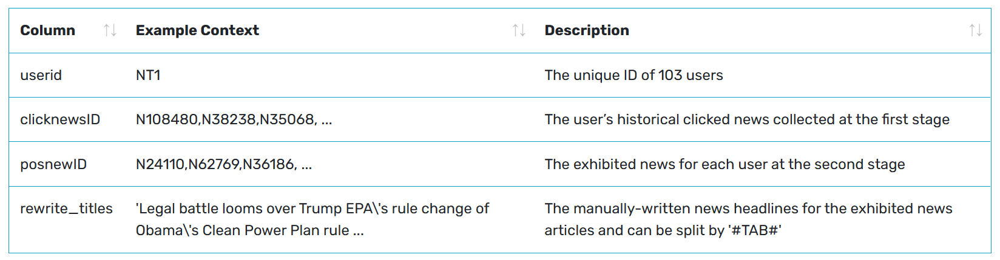 Column Example Context Description
userid NT1 The unique ID of 103 users
clicknewsID N108480,N38238,N35068, ... The user’s historical clicked news collected at the first stage
posnewID N24110,N62769,N36186, ... The exhibited news for each user at the second stage
rewrite_titles 'Legal battle looms over Trump EPA\'s rule change of The manually-written news headlines for the exhibited news
Obama\'s Clean Power Plan rule ... articles and can be split by '#TAB#'